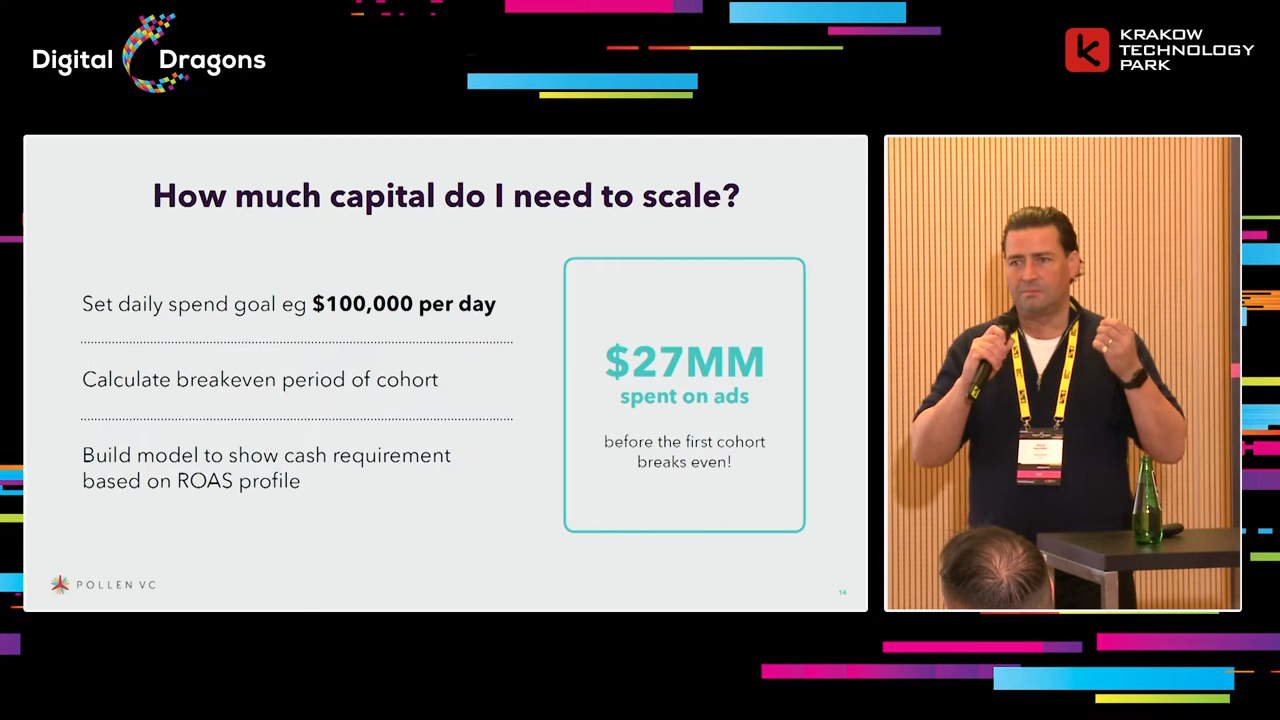 Digital Dragons
KRAKOW
TECHNOLOGY
PARK
How much capital do I need to scale?
Set daily spend goal eg $100,000 per day
Calculate breakeven period of cohort
Build model to show cash requirement
based on ROAS profile
$27MM
spent on ads
before the first cohort
breaks even!
POLLEN VC
14